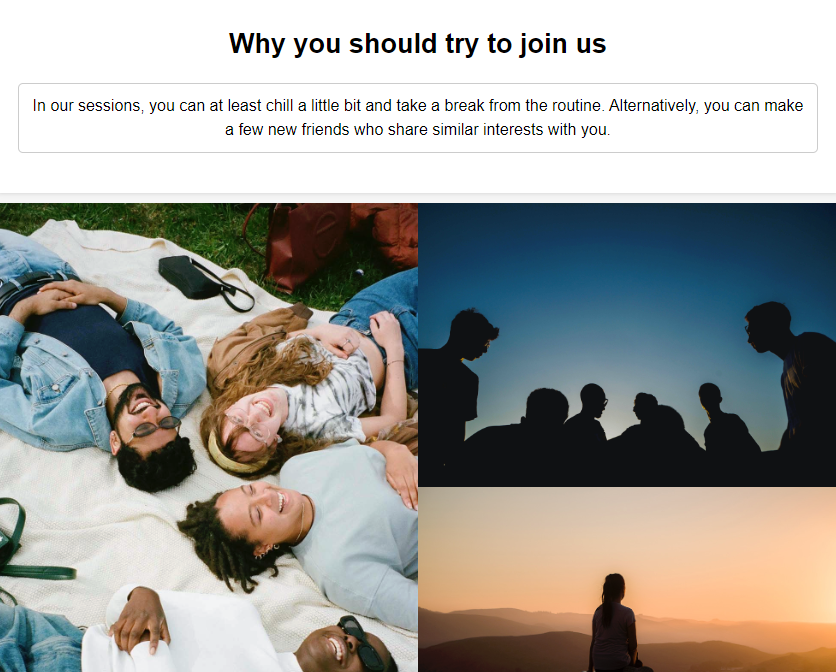 Why you should try to join us
In our sessions, you can at least chill a little bit and take a break from the routine. Alternatively, you can make
a few new friends who share similar interests with you.